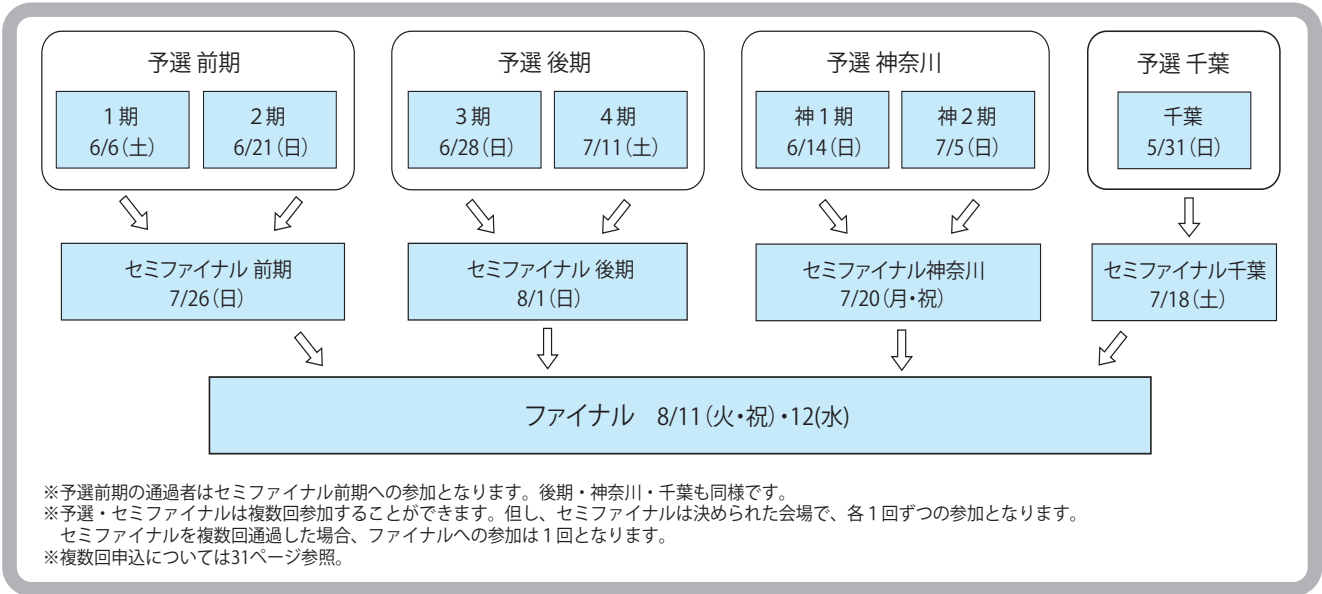 予選 前期
1期
6/6(土)
2期
6/21(日)
予選 後期
3期
6/28(日)
4期
7/11(土)
予選 神奈川
神1期
6/14(日)
神2期
7/5(日)
予選 千葉
千葉
5/31(日)
セミファイナル 前期
7/26(日)
セミファイナル 後期
8/1(日)
セミファイナル神奈川
7/20(月・祝)
セミファイナル千葉
7/18(土)
ファイナル 8/11(火・祝)・12(水)
※予選前期の通過者はセミファイナル前期への参加となります。後期・神奈川・千葉も同様です。
※予選・セミファイナルは複数回参加することができます。但し、セミファイナルは決められた会場で、各1回ずつの参加となります。
セミファイナルを複数回通過した場合、ファイナルへの参加は1回となります。
※複数回申込については31ページ参照。